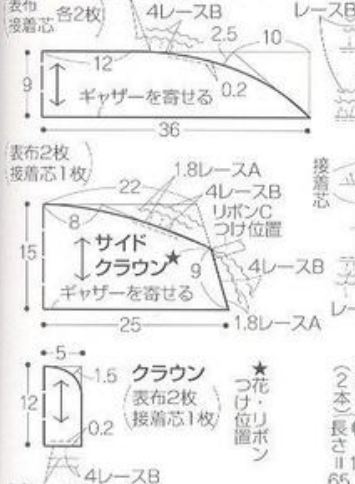 表布
接着芯
各2枚
4レースB
レースB
2.5
10
12
0.2
9
ギャザーを寄せる
36
表布2枚
接着芯1枚
1.8レースA
22
4レースB
リボンC
つけ位置
8
サイド
クラウン★
15
9
4レースB
ギャザーを寄せる
25
1.8レースA
接着芯
5
1.5
クラウン
表布2枚
接着芯1枚
12
0.2
4レースB
★花・リボン
つけ位置
(2本)
長さ=1
65